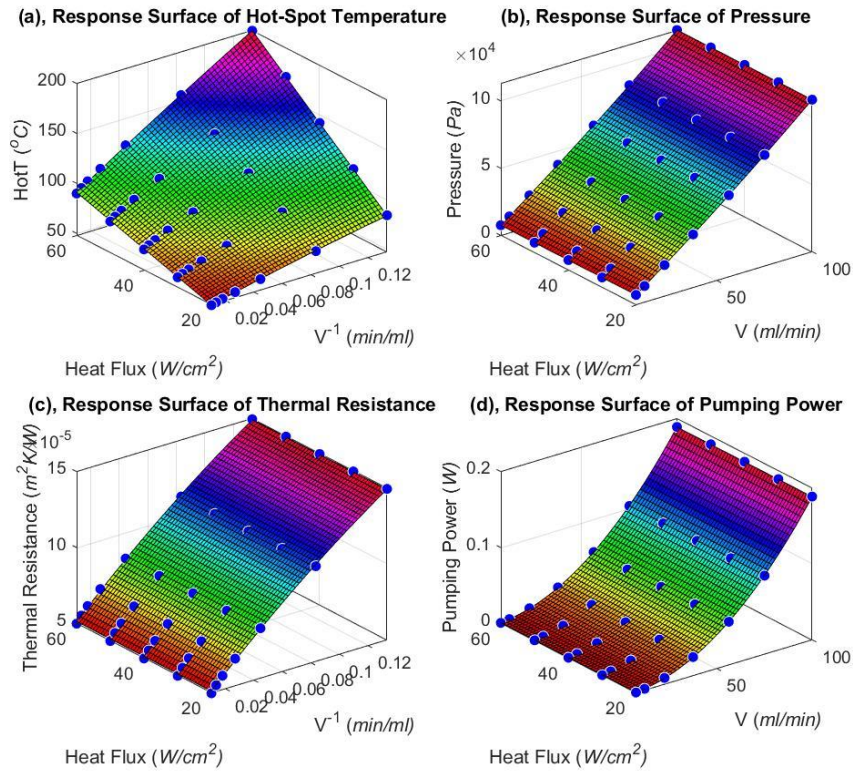 (a), Response Surface of Hot-Spot Temperature
HotT (°C)
200
150
100
50
60
40
20
0.02
0.04
0.06
0.08
0.1
0.12
V⁻¹ (min/ml)
Heat Flux (W/cm²)
(b), Response Surface of Pressure
×10⁴
Pressure (Pa)
10
5
0
60
40
20
50
100
V (ml/min)
Heat Flux (W/cm²)
(c), Response Surface of Thermal Resistance
×10⁻⁵
Thermal Resistance (m²K/W)
15
10
5
60
40
20
0.02
0.04
0.06
0.08
0.1
0.12
V⁻¹ (min/ml)
Heat Flux (W/cm²)
(d), Response Surface of Pumping Power
Pumping Power (W)
0.2
0.1
0
60
40
20
50
100
V (ml/min)
Heat Flux (W/cm²)